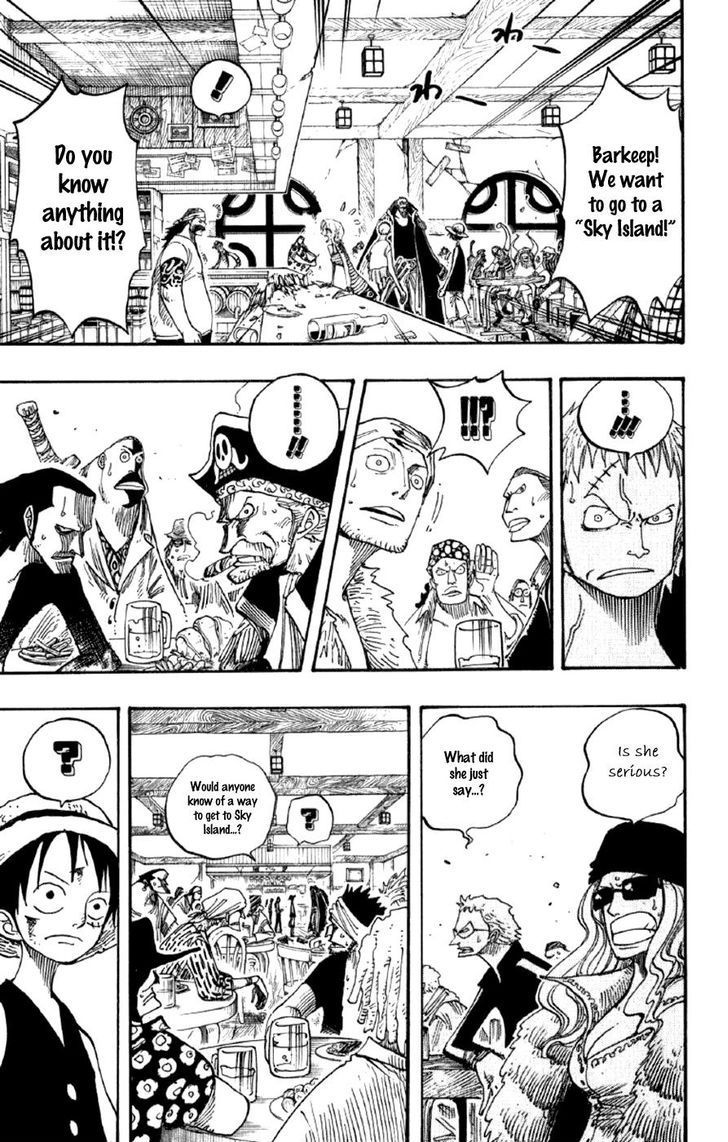 Barkeep!
We want
to go to a
“Sky Island!”
Do you
know
anything
about it!?
!
...!!!
!!?
......!!
Is she
serious?
What did
she just
say...?
Would anyone
know of a way
to get to Sky
Island...?
?
?